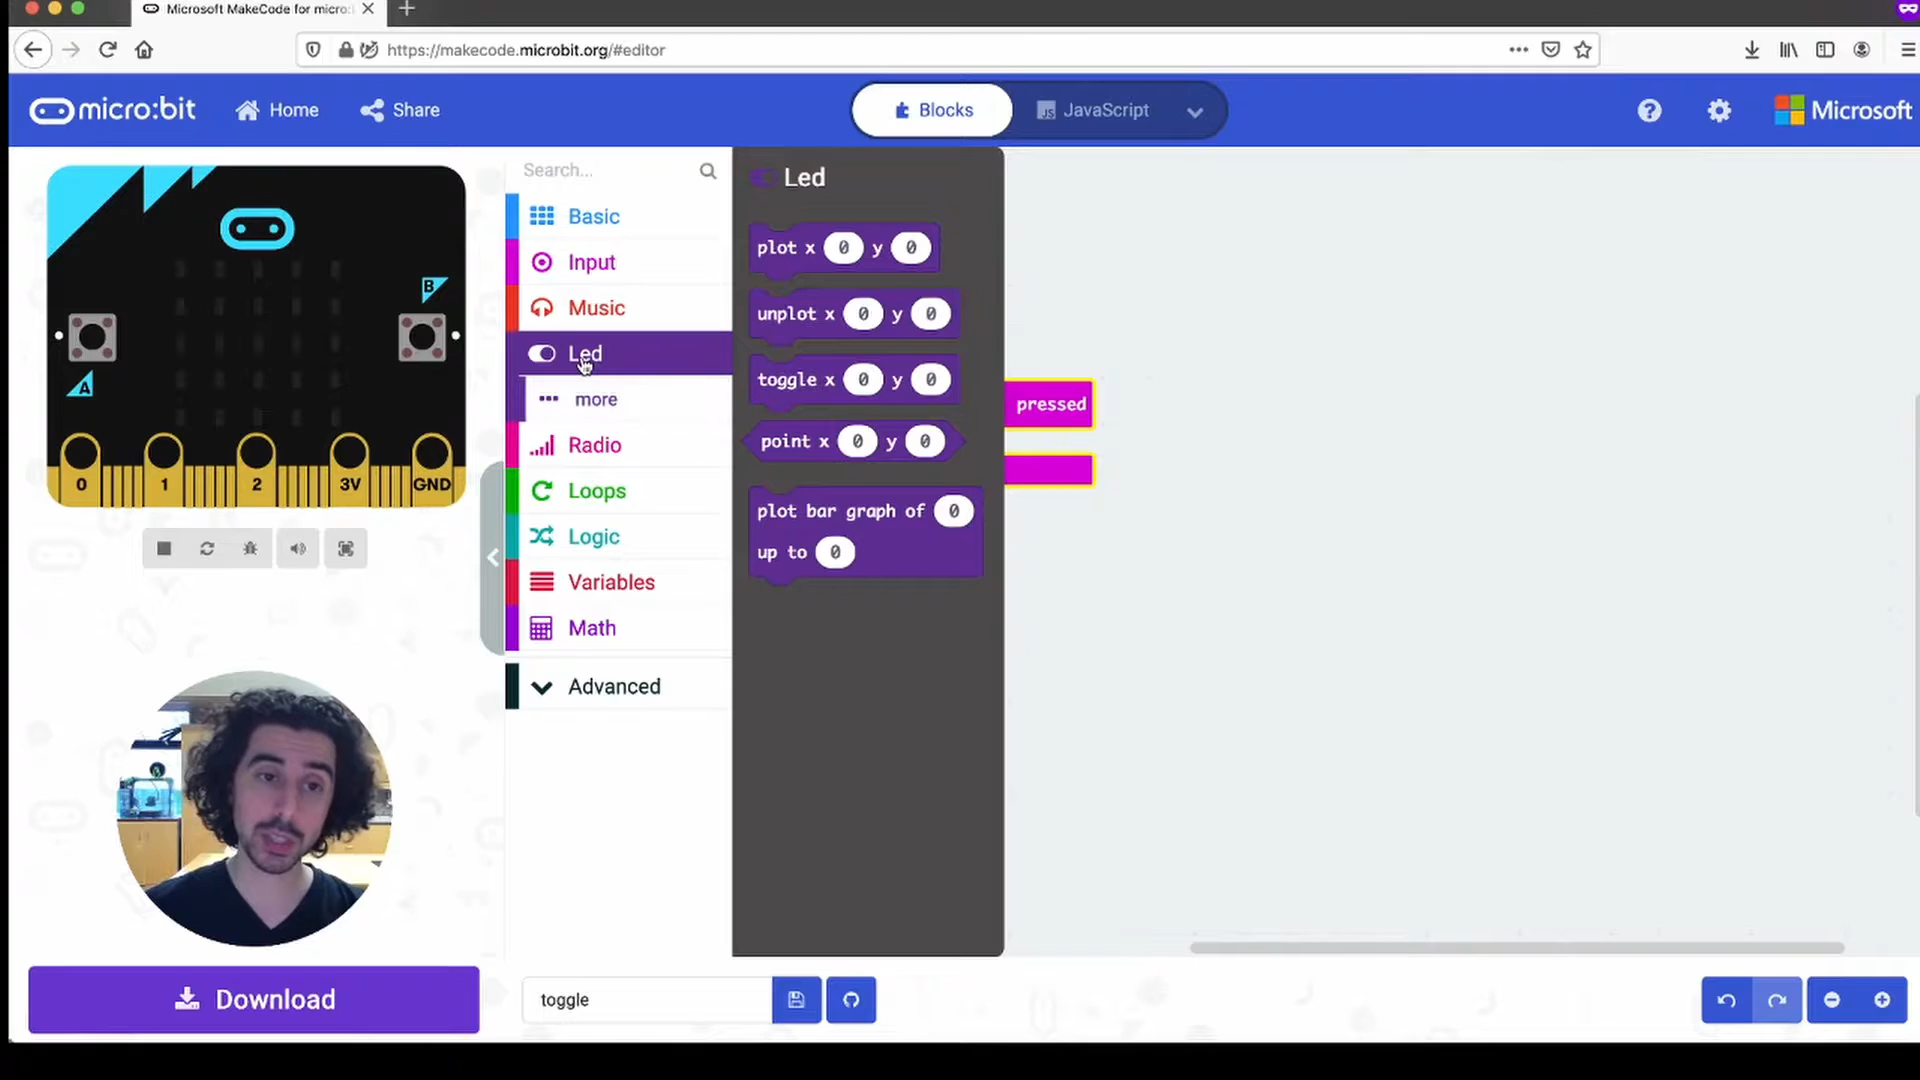 Microsoft MakeCode for micro:
https://makecode.microbit.org/#editor
micro:bit
Home
Share
Blocks
JS
JavaScript
Microsoft
Search...
Basic
Input
Music
Led
more
Radio
Loops
Logic
Variables
Math
Advanced
Led
plot x 0 y 0
unplot x 0 y 0
toggle x 0 y 0
point x 0 y 0
plot bar graph of 0
up to 0
pressed
A
B
0 1 2 3V GND
Download
toggle